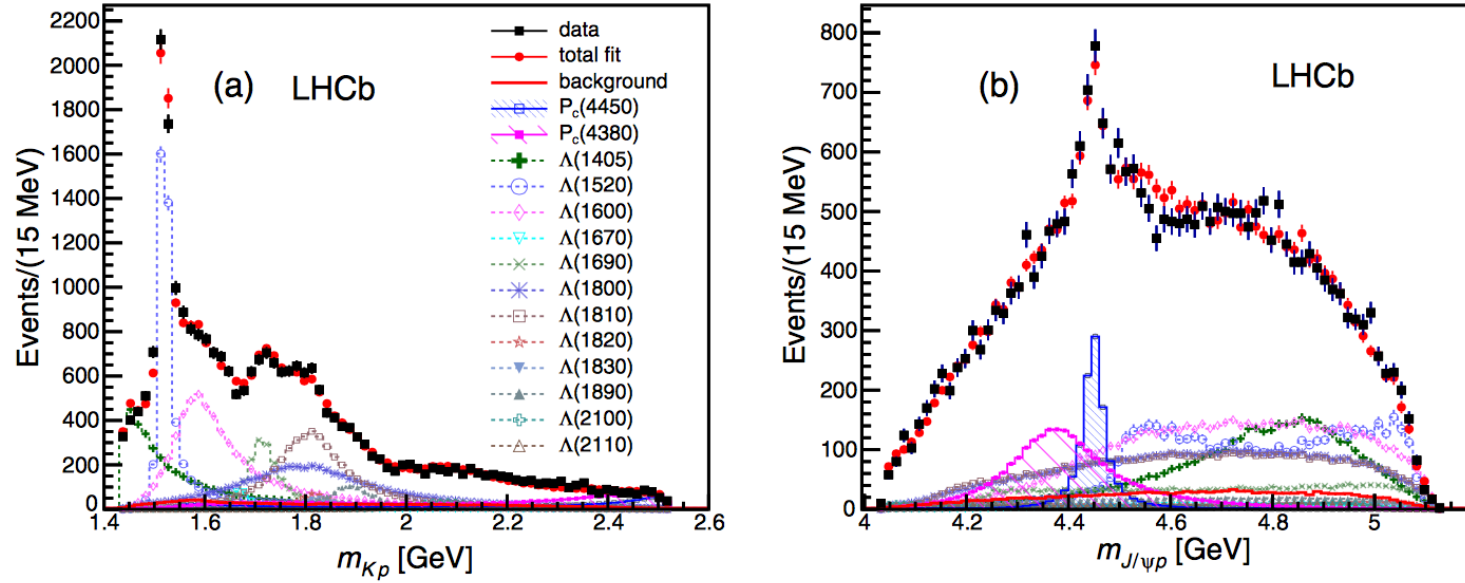 2200
2000
1800
1600
1400
1200
1000
800
600
400
200
0
Events/(15 MeV)
(a) LHCb
data
total fit
background
Pc(4450)
Pc(4380)
Λ(1405)
Λ(1520)
Λ(1600)
Λ(1670)
Λ(1690)
Λ(1800)
Λ(1810)
Λ(1820)
Λ(1830)
Λ(1890)
Λ(2100)
Λ(2110)
1.4 1.6 1.8 2 2.2 2.4 2.6
mKp [GeV]
800
700
600
500
400
300
200
100
0
Events/(15 MeV)
(b) LHCb
4 4.2 4.4 4.6 4.8 5
mJ/ψp [GeV]